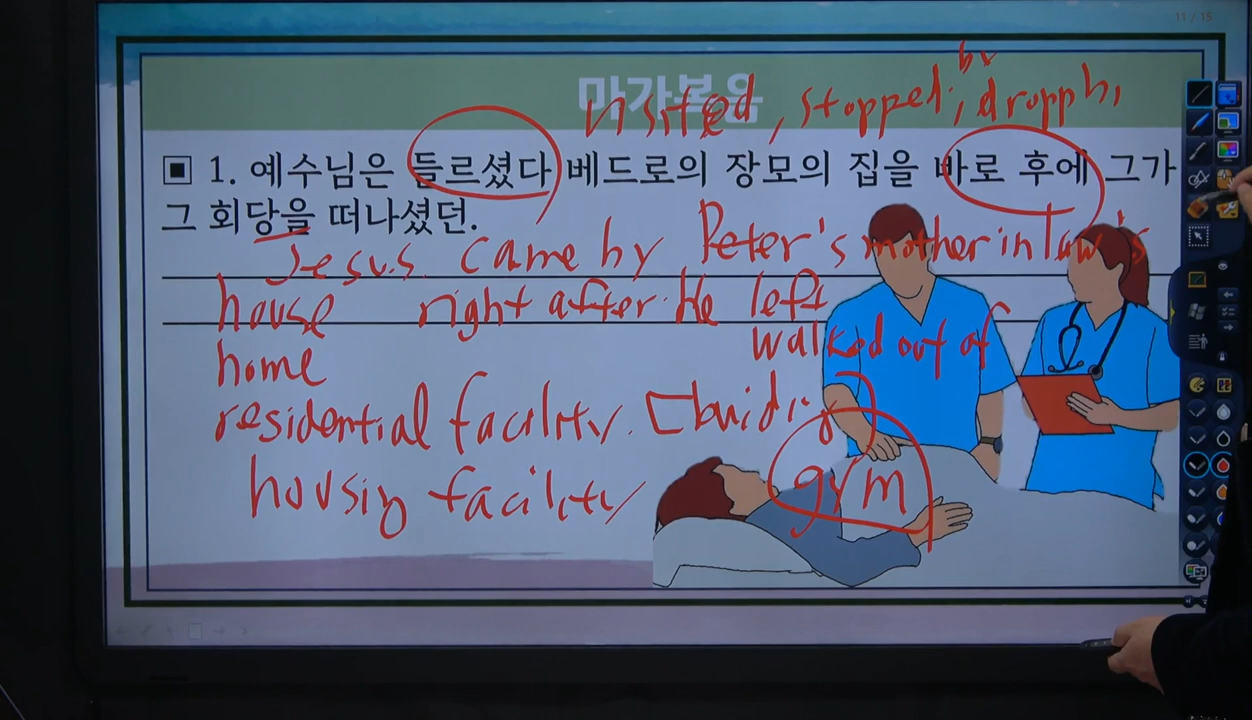 11 / 15
마가복음
visited, stopped by, dropph,
▣ 1. 예수님은 들르셨다 베드로의 장모의 집을 바로 후에 그가
그 회당을 떠나셨던.
Jesus came by Peter's mother in law's
house right after He left
home walked out of
residential facility. [buiding]
housing facility gym